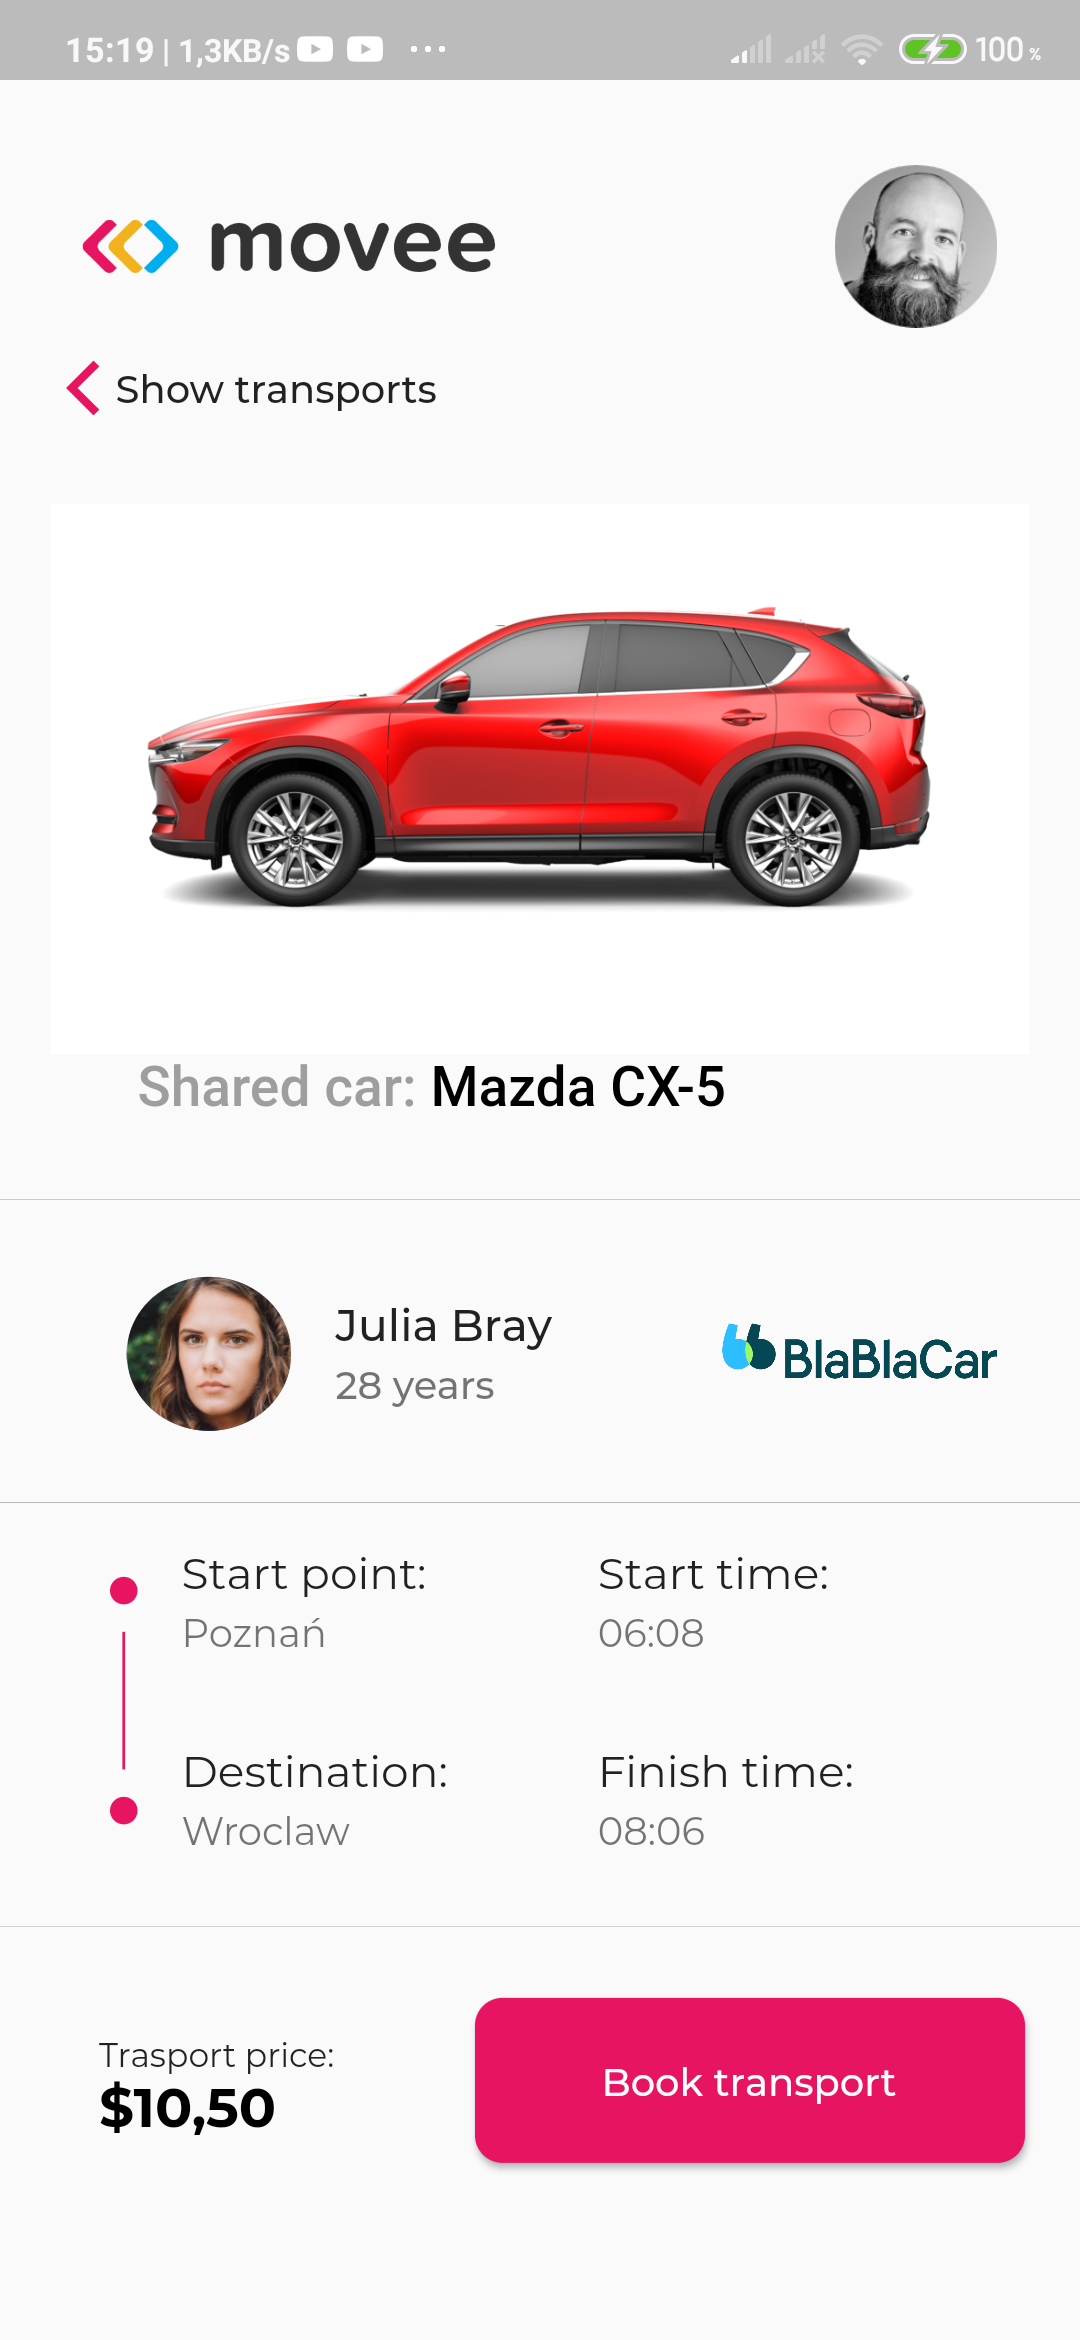 15:19 | 1,3KB/s ... 100 %
movee
Show transports
Shared car: Mazda CX-5
Julia Bray
28 years
BlaBlaCar
Start point:
Start time:
Poznań
06:08
Destination:
Finish time:
Wroclaw
08:06
Trasport price:
$10,50
Book transport